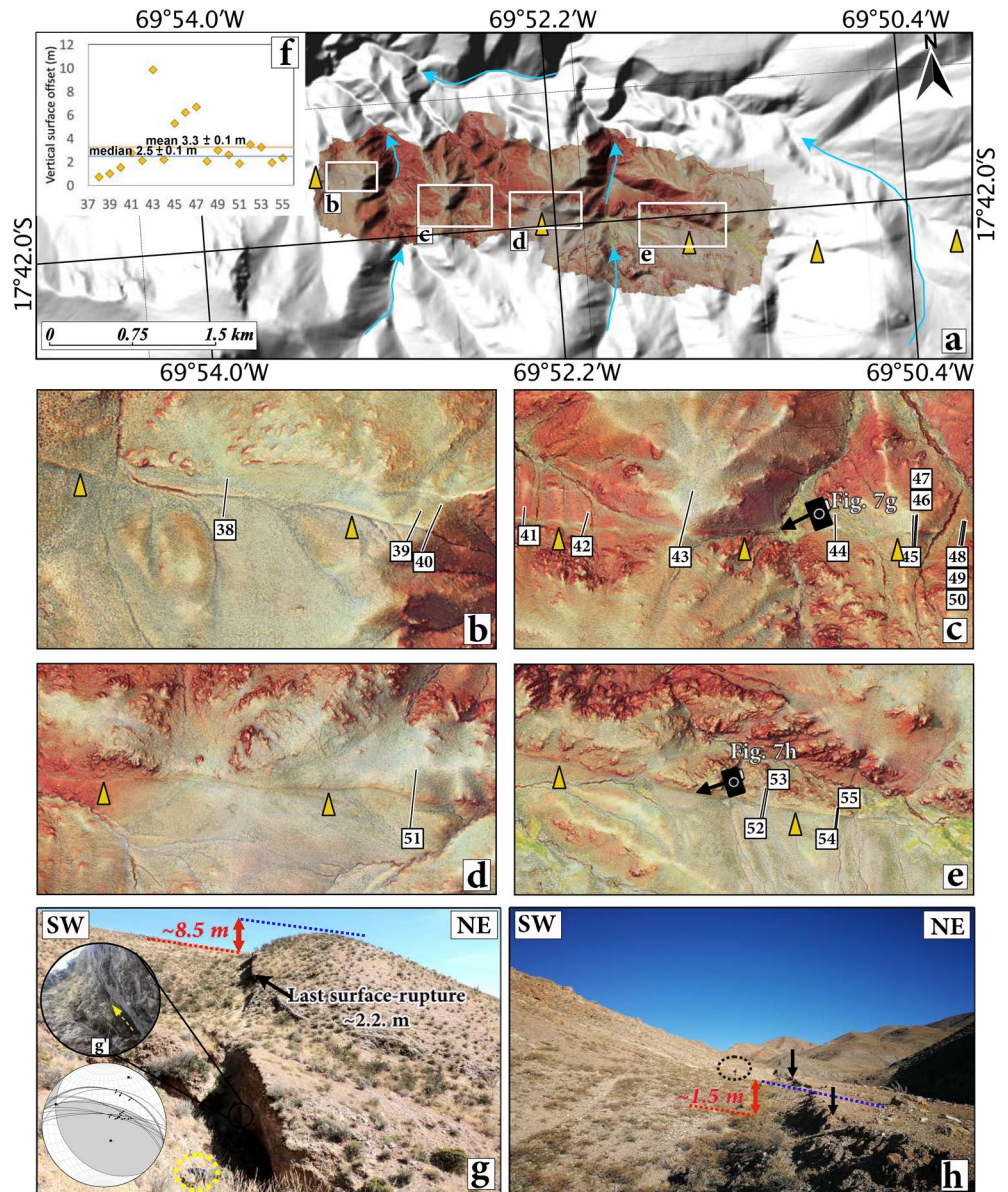 69°54.0'W 69°52.2'W 69°50.4'W
f
Vertical surface offset (m)
12
10
8
6
4
2
0
mean 3.3 ± 0.1 m
median 2.5 ± 0.1 m
37 39 41 43 45 47 49 51 53 55
N
b
c
d
e
17°42.0'S
17°42.0'S
0 0.75 1.5 km
a
69°54.0'W 69°52.2'W 69°50.4'W
38
39
40
b
Fig. 7g
47
46
41
42
43
44
45
48
49
50
c
51
d
Fig. 7h
53
55
52
54
e
SW NE
~8.5 m
Last surface-rupture
~2.2. m
g'
g
SW NE
~1.5 m
h